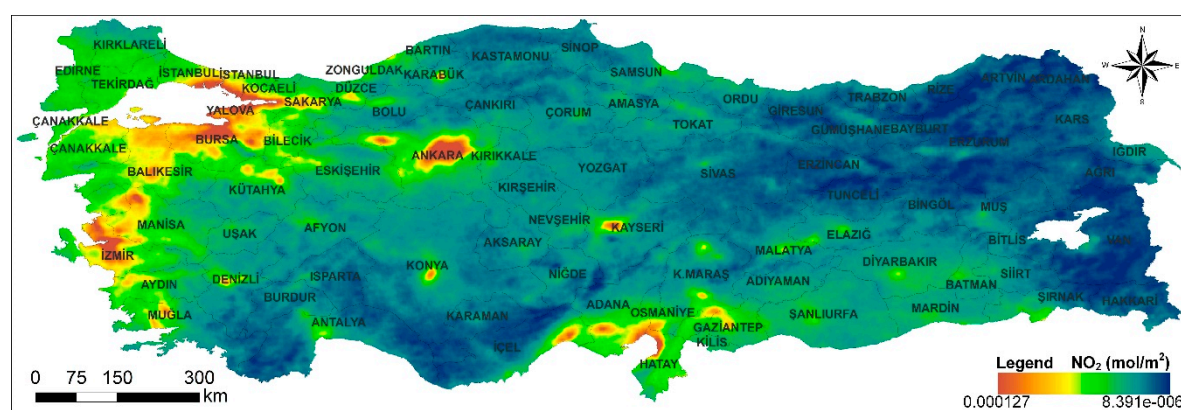 N
W E
S
KIRKLARELİ
EDİRNE
TEKİRDAĞ
İSTANBUL
İSTANBUL
KOCAELİ
YALOVA
SAKARYA
ZONGULDAK
DÜZCE
BARTIN
KARABÜK
KASTAMONU
SİNOP
SAMSUN
ORDU
GİRESUN
TRABZON
RİZE
ARTVİN
ARDAHAN
KARS
ÇANAKKALE
ÇANAKKALE
BURSA
BİLECİK
BOLU
ÇANKIRI
ÇORUM
AMASYA
TOKAT
GÜMÜŞHANE
BAYBURT
ERZURUM
IĞDIR
AĞRI
BALIKESİR
KÜTAHYA
ESKİŞEHİR
ANKARA
KIRIKKALE
YOZGAT
SİVAS
ERZİNCAN
TUNCELİ
BİNGÖL
MUŞ
KIRŞEHİR
MANİSA
UŞAK
AFYON
NEVŞEHİR
KAYSERİ
AKSARAY
MALATYA
ELAZIĞ
BİTLİS
VAN
İZMİR
DİYARBAKIR
AYDIN
DENİZLİ
ISPARTA
KONYA
NİĞDE
K.MARAŞ
ADIYAMAN
BATMAN
SİİRT
BURDUR
ŞIRNAK
HAKKARİ
MUĞLA
ANTALYA
KARAMAN
ADANA
OSMANİYE
GAZİANTEP
ŞANLIURFA
MARDİN
KİLİS
İÇEL
HATAY
0 75 150 300
km
Legend NO₂ (mol/m²)
0.000127 8.391e-006